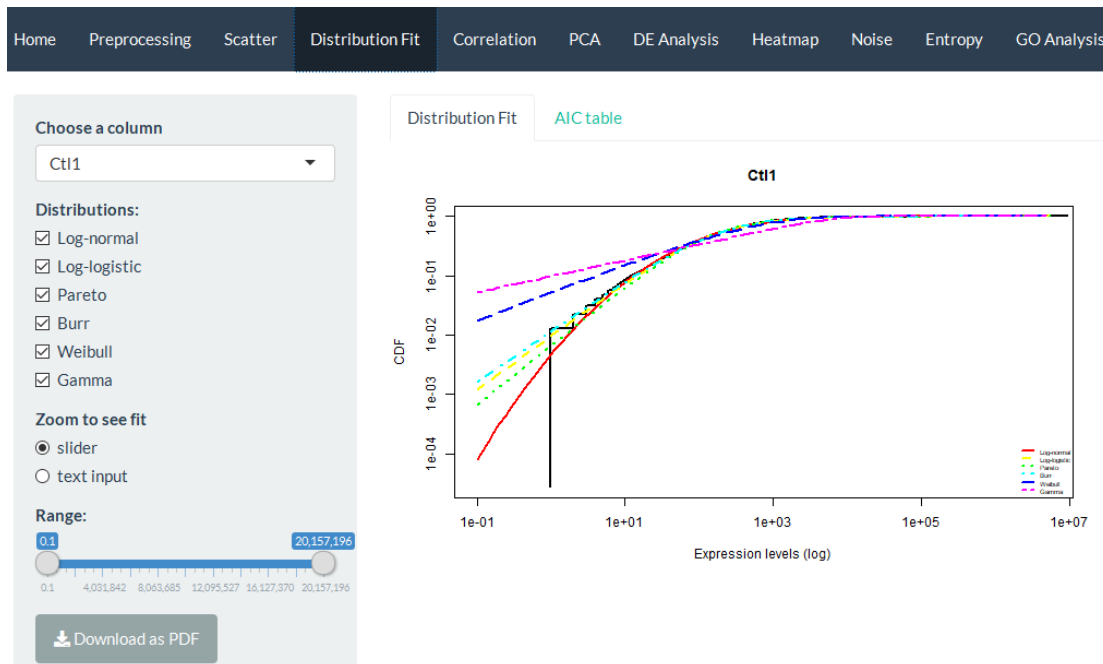 Home Preprocessing Scatter Distribution Fit Correlation PCA DE Analysis Heatmap Noise Entropy GO Analysis
Choose a column
Ctl1
Distributions:
Log-normal
Log-logistic
Pareto
Burr
Weibull
Gamma
Zoom to see fit
slider
text input
Range:
0.1 20,157,196
0.1 4,031,842 8,063,685 12,095,527 16,127,370 20,157,196
Download as PDF
Distribution Fit AIC table
Ctl1
CDF
1e+00
1e-01
1e-02
1e-03
1e-04
Log-normal
Log-logistic
Pareto
Burr
Weibull
Gamma
1e-01 1e+01 1e+03 1e+05 1e+07
Expression levels (log)